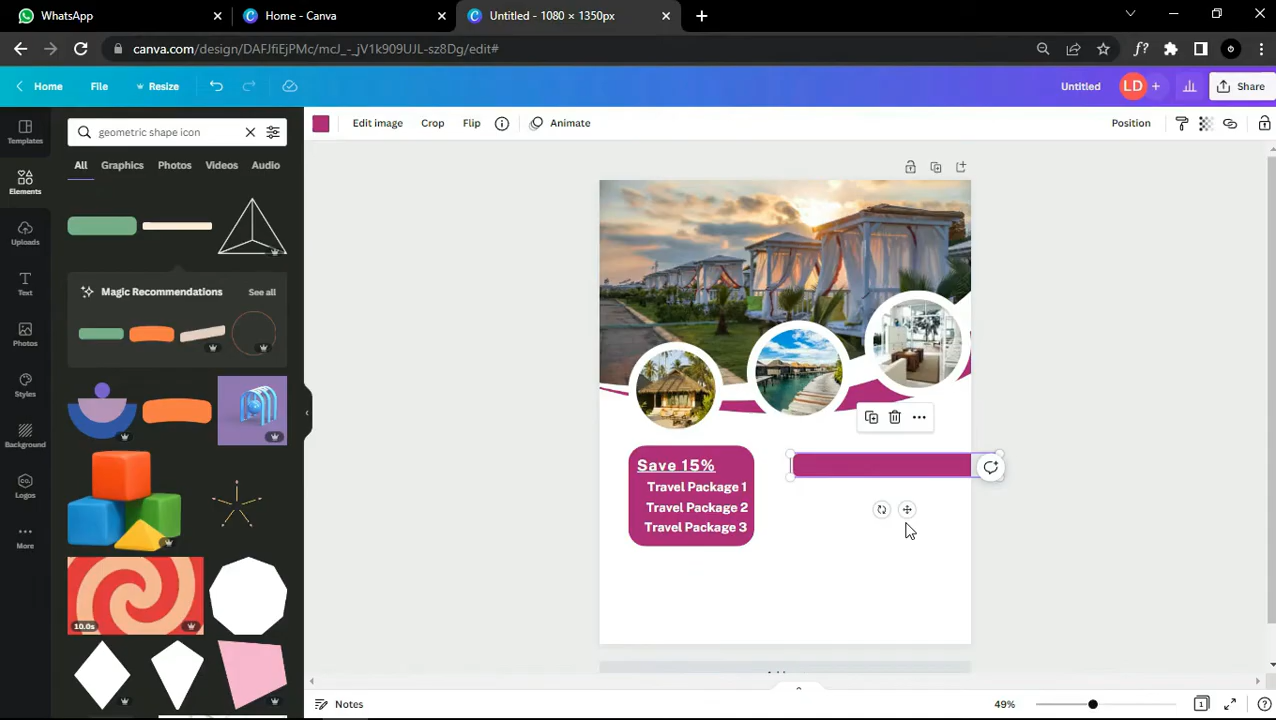 WhatsApp
Home - Canva
Untitled - 1080 × 1350px
canva.com/design/DAFJfiEjPMc/mcJ_-_jV1k909UJL-sz8Dg/edit#
f?
Home
File
Resize
Untitled
LD
Share
geometric shape icon
Edit image
Crop
Flip
Animate
Position
Templates
Elements
Uploads
Text
Photos
Styles
Background
Logos
More
All
Graphics
Photos
Videos
Audio
Magic Recommendations
See all
10.0s
Save 15%
Travel Package 1
Travel Package 2
Travel Package 3
Notes
49%
1